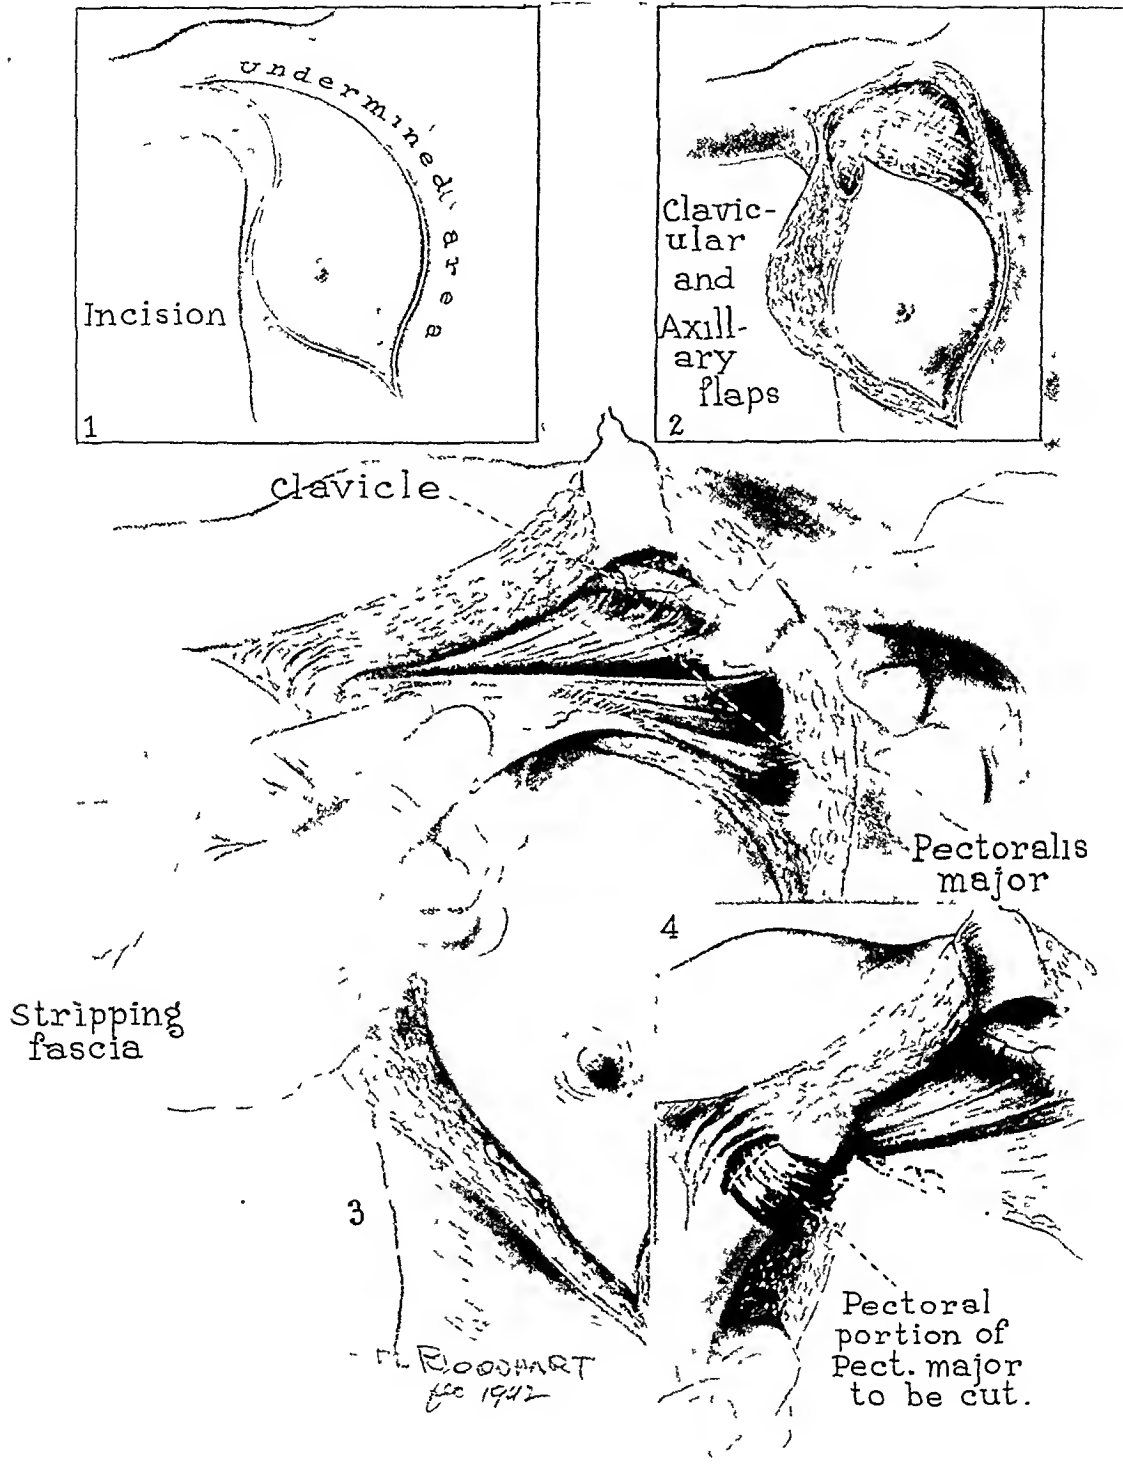 undermined area
Incision
1
Clavic-
ular
and
Axill-
ary
flaps
2
Clavicle
Pectoralis
major
4
Stripping
fascia
3
Pectoral
portion of
Pect. major
to be cut.
1942